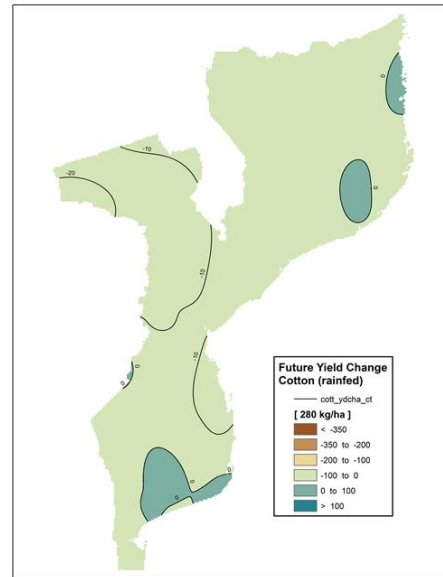 0
0
-10
-20
-10
-10
0
0
0
0
0
Future Yield Change
Cotton (rainfed)
cott_ydcha_ct
[ 280 kg/ha ]
< -350
-350 to -200
-200 to -100
-100 to 0
0 to 100
> 100